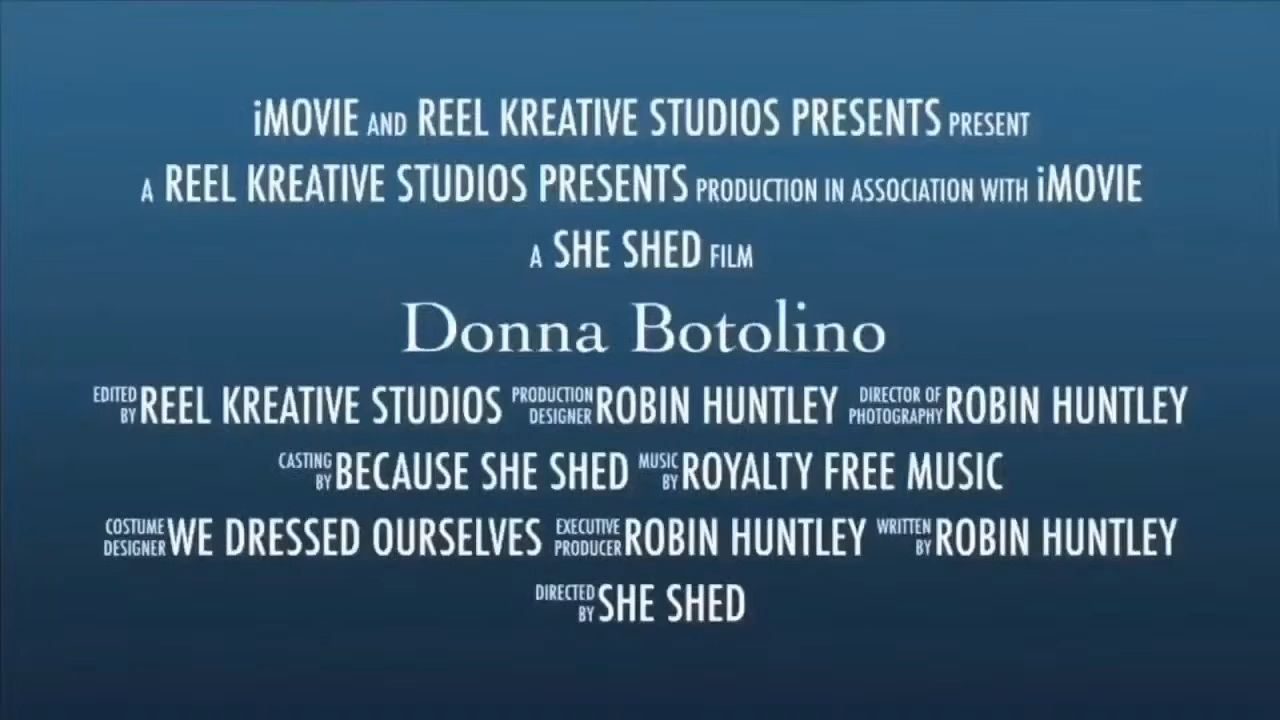 iMOVIE AND REEL KREATIVE STUDIOS PRESENTS PRESENT
A REEL KREATIVE STUDIOS PRESENTS PRODUCTION IN ASSOCIATION WITH iMOVIE
A SHE SHED FILM
Donna Botolino
EDITED BY REEL KREATIVE STUDIOS PRODUCTION DESIGNER ROBIN HUNTLEY DIRECTOR OF PHOTOGRAPHY ROBIN HUNTLEY
CASTING BY BECAUSE SHE SHED MUSIC BY ROYALTY FREE MUSIC
COSTUME DESIGNER WE DRESSED OURSELVES EXECUTIVE PRODUCER ROBIN HUNTLEY WRITTEN BY ROBIN HUNTLEY
DIRECTED BY SHE SHED